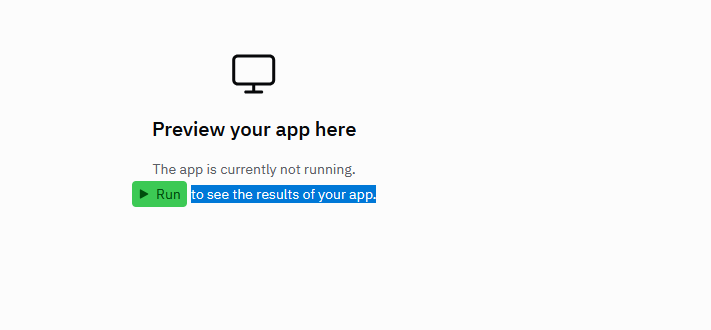 Preview your app here
The app is currently not running.
Run to see the results of your app.